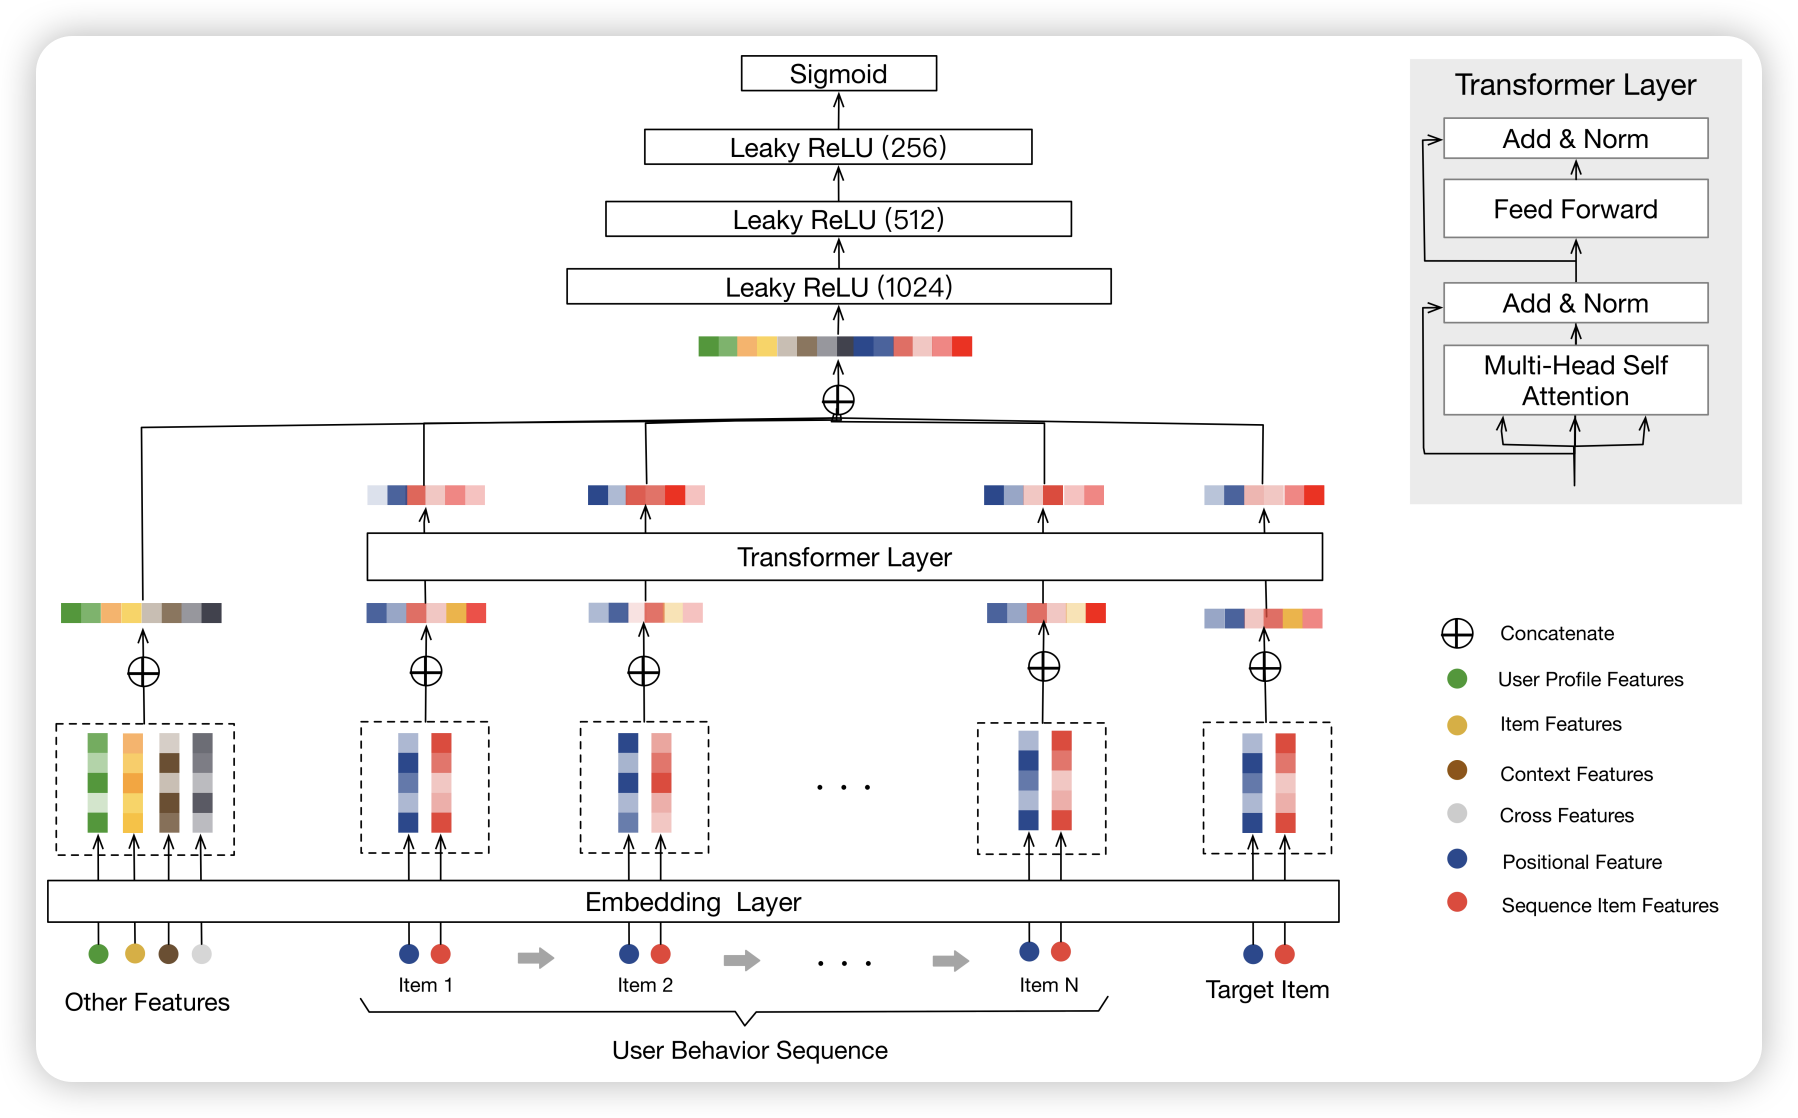 Sigmoid
Leaky ReLU (256)
Leaky ReLU (512)
Leaky ReLU (1024)
Transformer Layer
Embedding Layer
. . .
. . .
Item 1
Item 2
Item N
Other Features
Target Item
User Behavior Sequence
Transformer Layer
Add & Norm
Feed Forward
Add & Norm
Multi-Head Self
Attention
Concatenate
User Profile Features
Item Features
Context Features
Cross Features
Positional Feature
Sequence Item Features